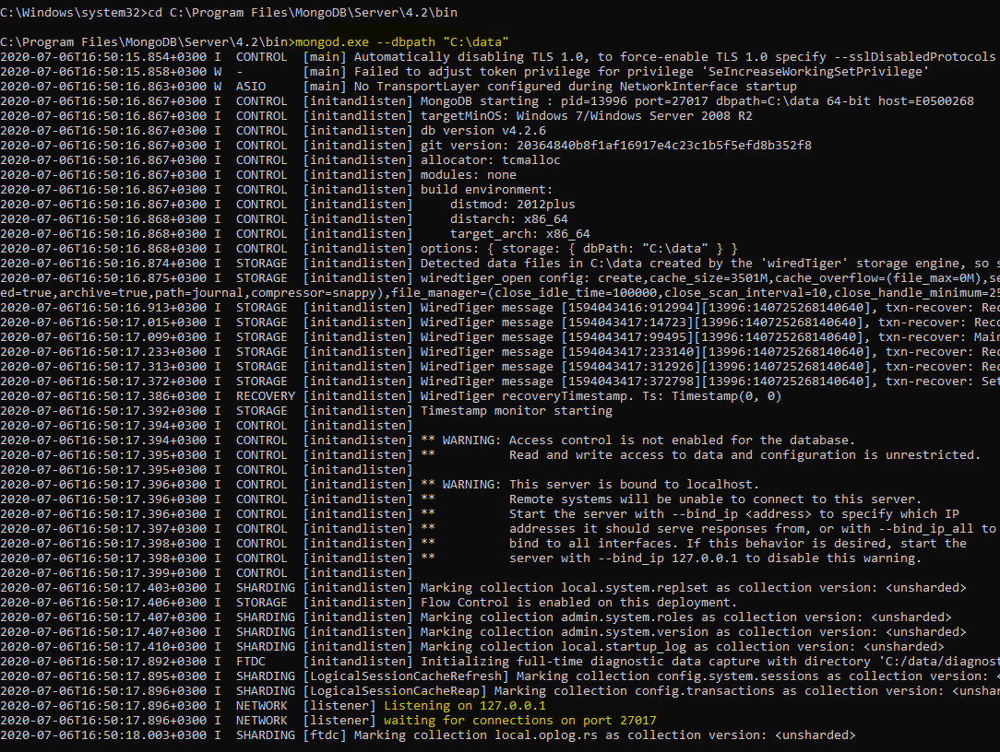 C:\Windows\system32>cd C:\Program Files\MongoDB\Server\4.2\bin
C:\Program Files\MongoDB\Server\4.2\bin>mongod.exe --dbpath "C:\data"
2020-07-06T16:50:15.854+0300 I  CONTROL  [main] Automatically disabling TLS 1.0, to force-enable TLS 1.0 specify --sslDisabledProtocols
2020-07-06T16:50:15.858+0300 W  -        [main] Failed to adjust token privilege for privilege 'SeIncreaseWorkingSetPrivilege'
2020-07-06T16:50:16.863+0300 W  ASIO     [main] No TransportLayer configured during NetworkInterface startup
2020-07-06T16:50:16.867+0300 I  CONTROL  [initandlisten] MongoDB starting : pid=13996 port=27017 dbpath=C:\data 64-bit host=E0500268
2020-07-06T16:50:16.867+0300 I  CONTROL  [initandlisten] targetMinOS: Windows 7/Windows Server 2008 R2
2020-07-06T16:50:16.867+0300 I  CONTROL  [initandlisten] db version v4.2.6
2020-07-06T16:50:16.867+0300 I  CONTROL  [initandlisten] git version: 20364840b8f1af16917e4c23c1b5f5efd8b352f8
2020-07-06T16:50:16.867+0300 I  CONTROL  [initandlisten] allocator: tcmalloc
2020-07-06T16:50:16.867+0300 I  CONTROL  [initandlisten] modules: none
2020-07-06T16:50:16.867+0300 I  CONTROL  [initandlisten] build environment:
2020-07-06T16:50:16.867+0300 I  CONTROL  [initandlisten]     distmod: 2012plus
2020-07-06T16:50:16.868+0300 I  CONTROL  [initandlisten]     distarch: x86_64
2020-07-06T16:50:16.868+0300 I  CONTROL  [initandlisten]     target_arch: x86_64
2020-07-06T16:50:16.868+0300 I  CONTROL  [initandlisten] options: { storage: { dbPath: "C:\data" } }
2020-07-06T16:50:16.874+0300 I  STORAGE  [initandlisten] Detected data files in C:\data created by the 'wiredTiger' storage engine, so s
2020-07-06T16:50:16.875+0300 I  STORAGE  [initandlisten] wiredtiger_open config: create,cache_size=3501M,cache_overflow=(file_max=0M),se
ed=true,archive=true,path=journal,compressor=snappy),file_manager=(close_idle_time=100000,close_scan_interval=10,close_handle_minimum=25
2020-07-06T16:50:16.913+0300 I  STORAGE  [initandlisten] WiredTiger message [1594043416:912994][13996:140725268140640], txn-recover: Rec
2020-07-06T16:50:17.015+0300 I  STORAGE  [initandlisten] WiredTiger message [1594043417:14723][13996:140725268140640], txn-recover: Reco
2020-07-06T16:50:17.099+0300 I  STORAGE  [initandlisten] WiredTiger message [1594043417:99495][13996:140725268140640], txn-recover: Main
2020-07-06T16:50:17.233+0300 I  STORAGE  [initandlisten] WiredTiger message [1594043417:233140][13996:140725268140640], txn-recover: Rec
2020-07-06T16:50:17.313+0300 I  STORAGE  [initandlisten] WiredTiger message [1594043417:312926][13996:140725268140640], txn-recover: Rec
2020-07-06T16:50:17.372+0300 I  STORAGE  [initandlisten] WiredTiger message [1594043417:372798][13996:140725268140640], txn-recover: Set
2020-07-06T16:50:17.386+0300 I  RECOVERY [initandlisten] WiredTiger recoveryTimestamp. Ts: Timestamp(0, 0)
2020-07-06T16:50:17.392+0300 I  STORAGE  [initandlisten] Timestamp monitor starting
2020-07-06T16:50:17.394+0300 I  CONTROL  [initandlisten]
2020-07-06T16:50:17.394+0300 I  CONTROL  [initandlisten] ** WARNING: Access control is not enabled for the database.
2020-07-06T16:50:17.395+0300 I  CONTROL  [initandlisten] **          Read and write access to data and configuration is unrestricted.
2020-07-06T16:50:17.395+0300 I  CONTROL  [initandlisten]
2020-07-06T16:50:17.396+0300 I  CONTROL  [initandlisten] ** WARNING: This server is bound to localhost.
2020-07-06T16:50:17.396+0300 I  CONTROL  [initandlisten] **          Remote systems will be unable to connect to this server.
2020-07-06T16:50:17.396+0300 I  CONTROL  [initandlisten] **          Start the server with --bind_ip <address> to specify which IP
2020-07-06T16:50:17.397+0300 I  CONTROL  [initandlisten] **          addresses it should serve responses from, or with --bind_ip_all to
2020-07-06T16:50:17.398+0300 I  CONTROL  [initandlisten] **          bind to all interfaces. If this behavior is desired, start the
2020-07-06T16:50:17.398+0300 I  CONTROL  [initandlisten] **          server with --bind_ip 127.0.0.1 to disable this warning.
2020-07-06T16:50:17.399+0300 I  CONTROL  [initandlisten]
2020-07-06T16:50:17.403+0300 I  SHARDING [initandlisten] Marking collection local.system.replset as collection version: <unsharded>
2020-07-06T16:50:17.406+0300 I  STORAGE  [initandlisten] Flow Control is enabled on this deployment.
2020-07-06T16:50:17.407+0300 I  SHARDING [initandlisten] Marking collection admin.system.roles as collection version: <unsharded>
2020-07-06T16:50:17.407+0300 I  SHARDING [initandlisten] Marking collection admin.system.version as collection version: <unsharded>
2020-07-06T16:50:17.410+0300 I  SHARDING [initandlisten] Marking collection local.startup_log as collection version: <unsharded>
2020-07-06T16:50:17.892+0300 I  FTDC     [initandlisten] Initializing full-time diagnostic data capture with directory 'C:/data/diagnost
2020-07-06T16:50:17.895+0300 I  SHARDING [LogicalSessionCacheRefresh] Marking collection config.system.sessions as collection version: <
2020-07-06T16:50:17.896+0300 I  SHARDING [LogicalSessionCacheReap] Marking collection config.transactions as collection version: <unshar
2020-07-06T16:50:17.896+0300 I  NETWORK  [listener] Listening on 127.0.0.1
2020-07-06T16:50:17.896+0300 I  NETWORK  [listener] waiting for connections on port 27017
2020-07-06T16:50:18.003+0300 I  SHARDING [ftdc] Marking collection local.oplog.rs as collection version: <unsharded>